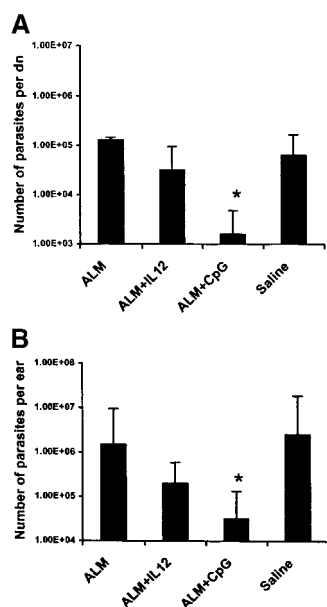 A
Number of parasites per dn
1.00E+07
1.00E+06
1.00E+05
1.00E+04
1.00E+03
*
ALM
ALM+IL12
ALM+CpG
Saline
B
Number of parasites per ear
1.00E+08
1.00E+07
1.00E+06
1.00E+05
1.00E+04
*
ALM
ALM+IL12
ALM+CpG
Saline